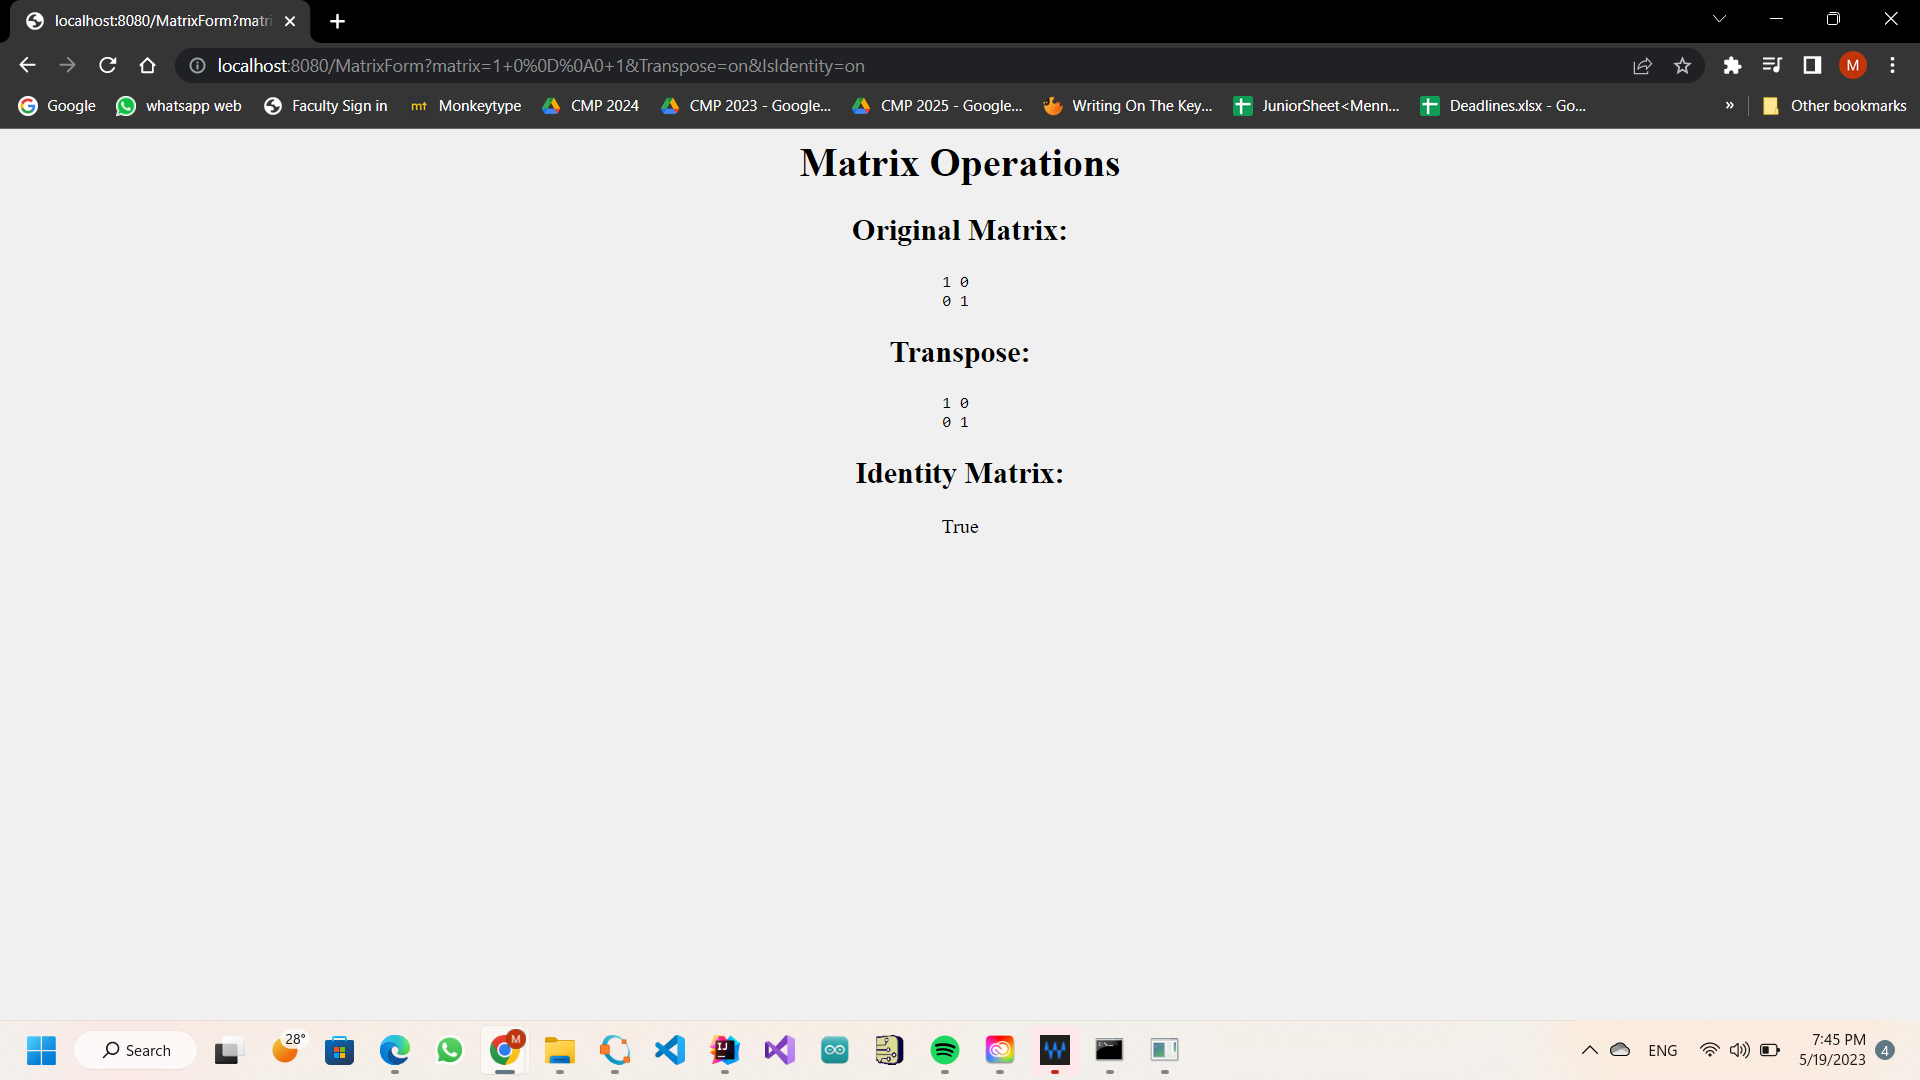 localhost:8080/MatrixForm?matri
localhost:8080/MatrixForm?matrix=1+0%0D%0A0+1&Transpose=on&IsIdentity=on
M
Google
whatsapp web
Faculty Sign in
mt Monkeytype
CMP 2024
CMP 2023 - Google...
CMP 2025 - Google...
Writing On The Key...
JuniorSheet<Menn...
Deadlines.xlsx - Go...
»
Other bookmarks
Matrix Operations
Original Matrix:
1 0
0 1
Transpose:
1 0
0 1
Identity Matrix:
True
Search
28°
M
IJ
ENG
7:45 PM
5/19/2023
4